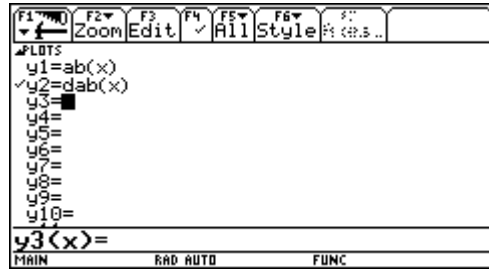 F1 F2 Zoom F3 Edit F4 ✓ F5 All F6 Style
PLOTS
y1=ab(x)
✓y2=dab(x)
y3=
y4=
y5=
y6=
y7=
y8=
y9=
y10=
y3(x)=
MAIN RAD AUTO FUNC